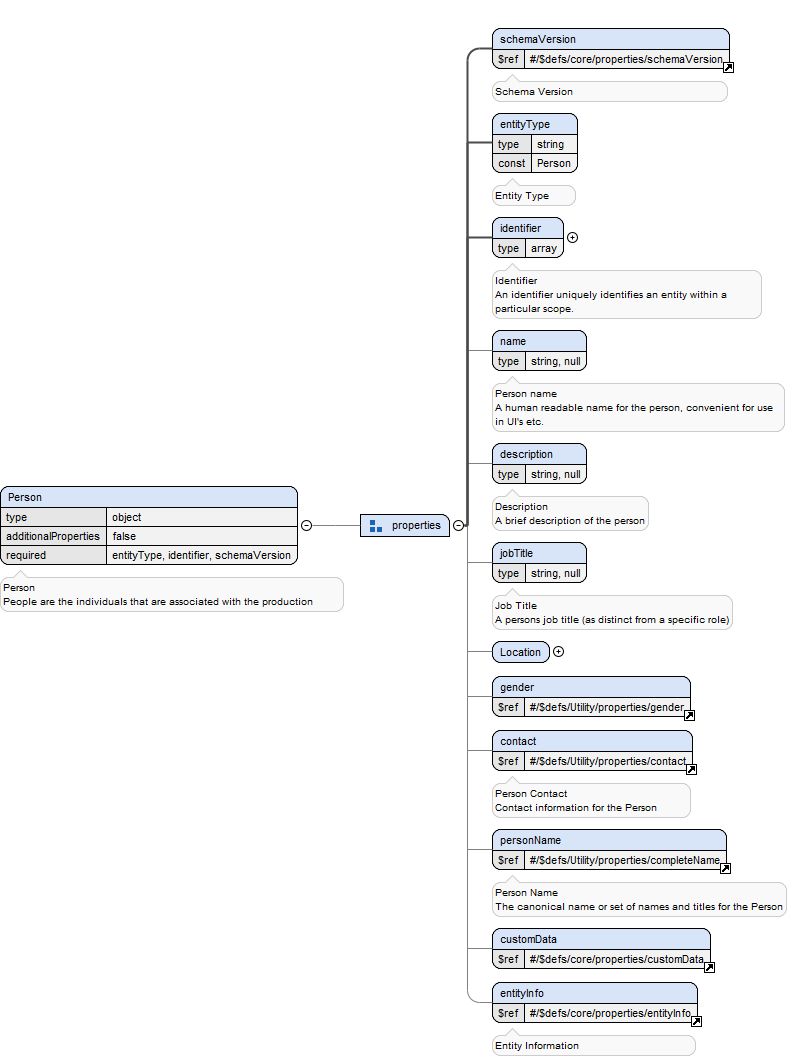 schemaVersion
$ref #/$defs/core/properties/schemaVersion
Schema Version
entityType
type string
const Person
Entity Type
identifier
type array
Identifier
An identifier uniquely identifies an entity within a
particular scope.
name
type string, null
Person name
A human readable name for the person, convenient for use
in UI's etc.
description
type string, null
Description
A brief description of the person
Person
type object
additionalProperties false
required entityType, identifier, schemaVersion
Person
People are the individuals that are associated with the production
properties
jobTitle
type string, null
Job Title
A persons job title (as distinct from a specific role)
Location
gender
$ref #/$defs/Utility/properties/gender
contact
$ref #/$defs/Utility/properties/contact
Person Contact
Contact information for the Person
personName
$ref #/$defs/Utility/properties/completeName
Person Name
The canonical name or set of names and titles for the Person
customData
$ref #/$defs/core/properties/customData
entityInfo
$ref #/$defs/core/properties/entityInfo
Entity Information